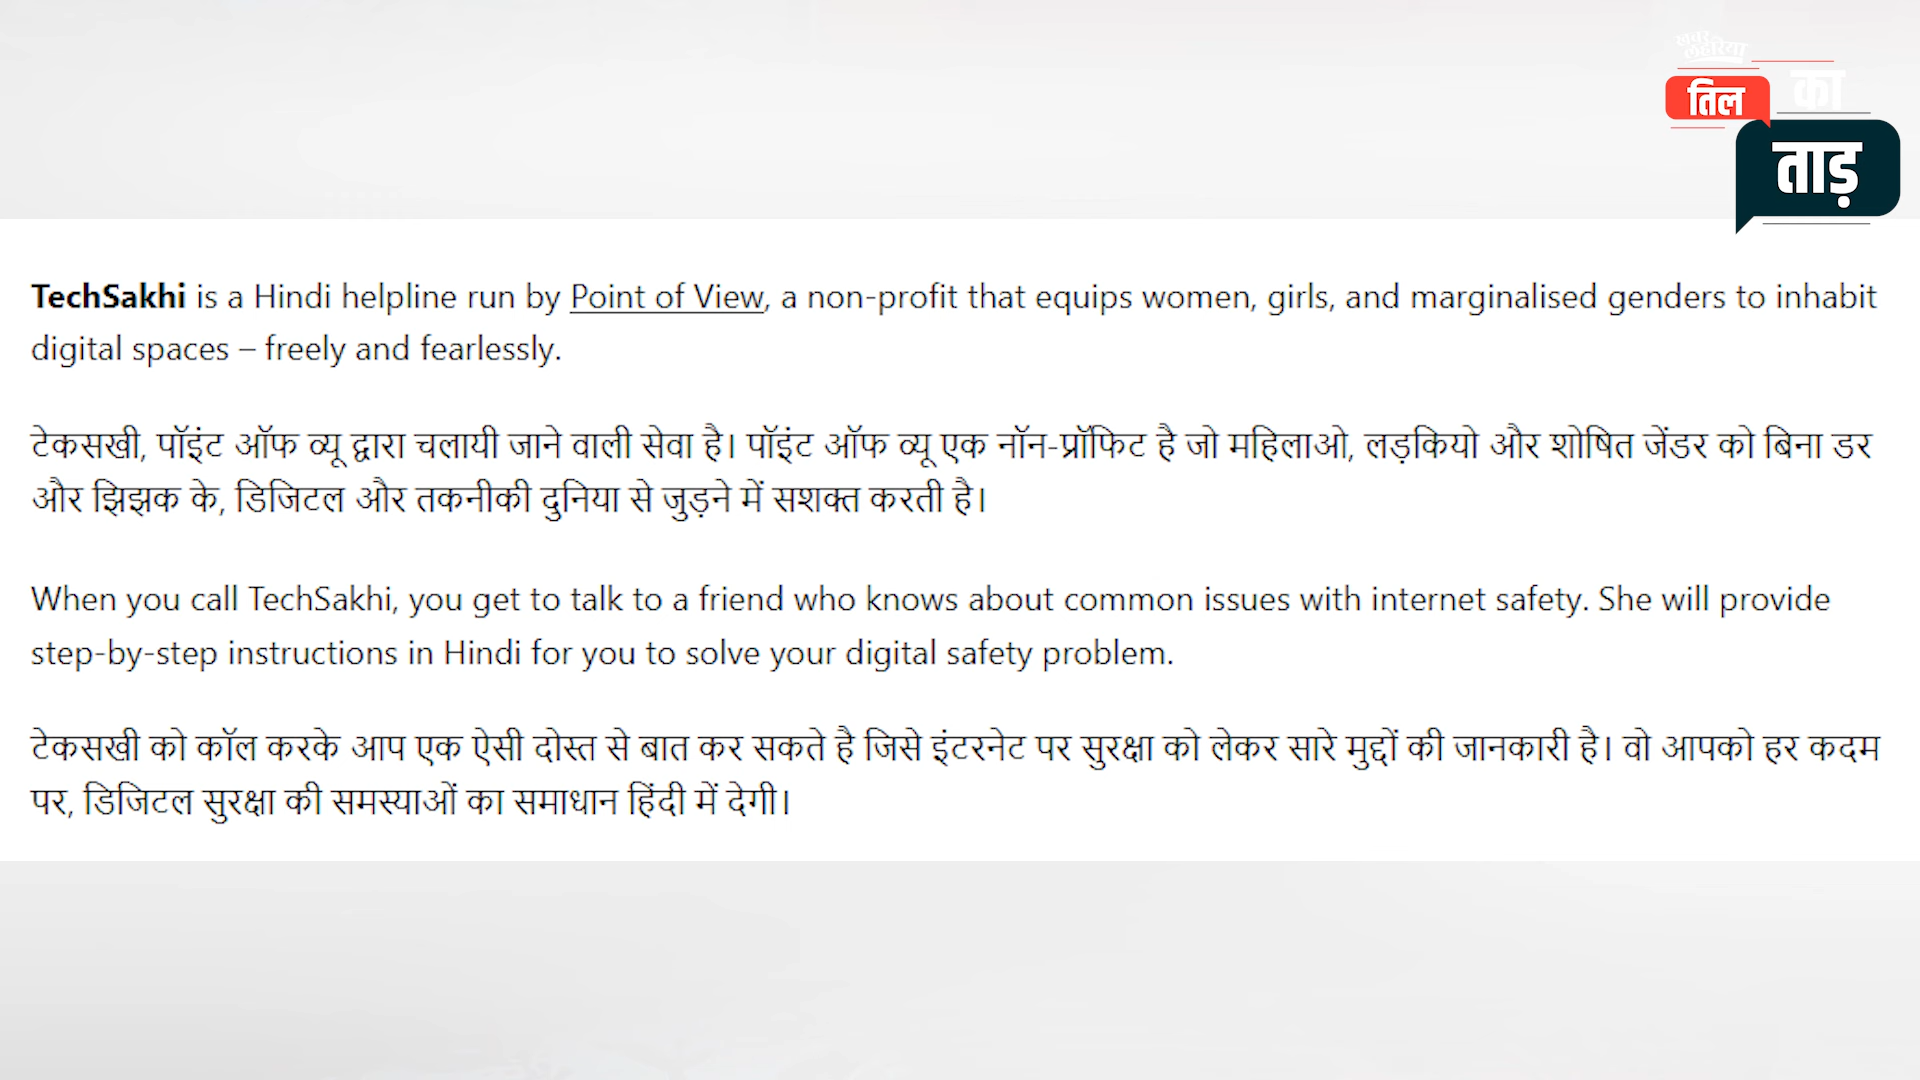 खबर
लहरिया
तिल
का
ताड़
TechSakhi is a Hindi helpline run by Point of View, a non-profit that equips women, girls, and marginalised genders to inhabit
digital spaces – freely and fearlessly.
टेकसखी, पॉइंट ऑफ व्यू द्वारा चलायी जाने वाली सेवा है। पॉइंट ऑफ व्यू एक नॉन-प्रॉफिट है जो महिलाओ, लड़कियो और शोषित जेंडर को बिना डर
और झिझक के, डिजिटल और तकनीकी दुनिया से जुड़ने में सशक्त करती है।
When you call TechSakhi, you get to talk to a friend who knows about common issues with internet safety. She will provide
step-by-step instructions in Hindi for you to solve your digital safety problem.
टेकसखी को कॉल करके आप एक ऐसी दोस्त से बात कर सकते है जिसे इंटरनेट पर सुरक्षा को लेकर सारे मुद्दों की जानकारी है। वो आपको हर कदम
पर, डिजिटल सुरक्षा की समस्याओं का समाधान हिंदी में देगी।